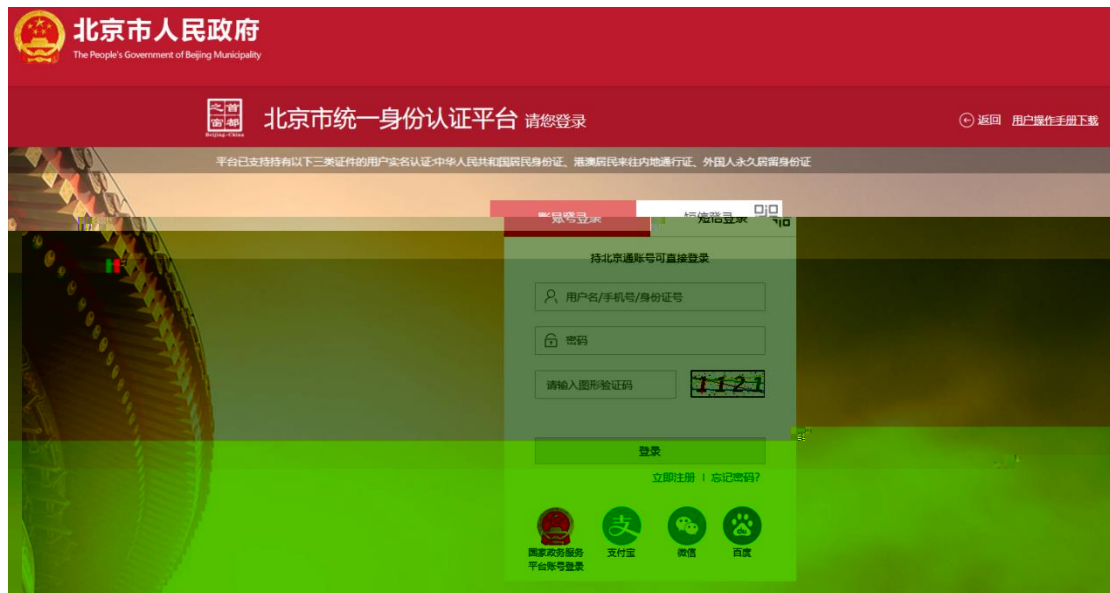 北京市人民政府
The People's Government of Beijing Municipality
首都之窗
Beijing-China
北京市统一身份认证平台 请您登录
返回 用户操作手册下载
平台已支持持有以下三类证件的用户实名认证:中华人民共和国居民身份证、港澳居民来往内地通行证、外国人永久居留身份证
账号登录 短信登录
持北京通账号可直接登录
用户名/手机号/身份证号
密码
请输入图形验证码 1121
登录
立即注册 | 忘记密码?
国家政务服务 支付宝 微信 百度
平台账号登录